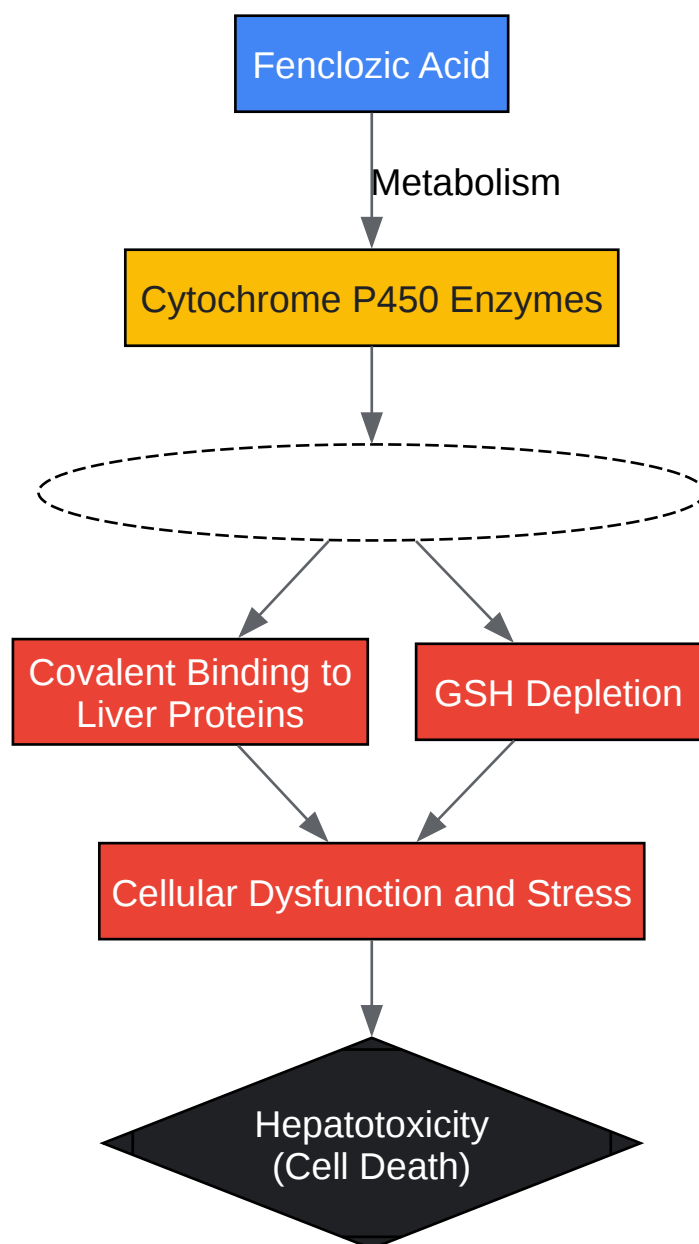 Fenclozic Acid
Metabolism
Cytochrome P450 Enzymes
Covalent Binding to
Liver Proteins
GSH Depletion
Cellular Dysfunction and Stress
Hepatotoxicity
(Cell Death)